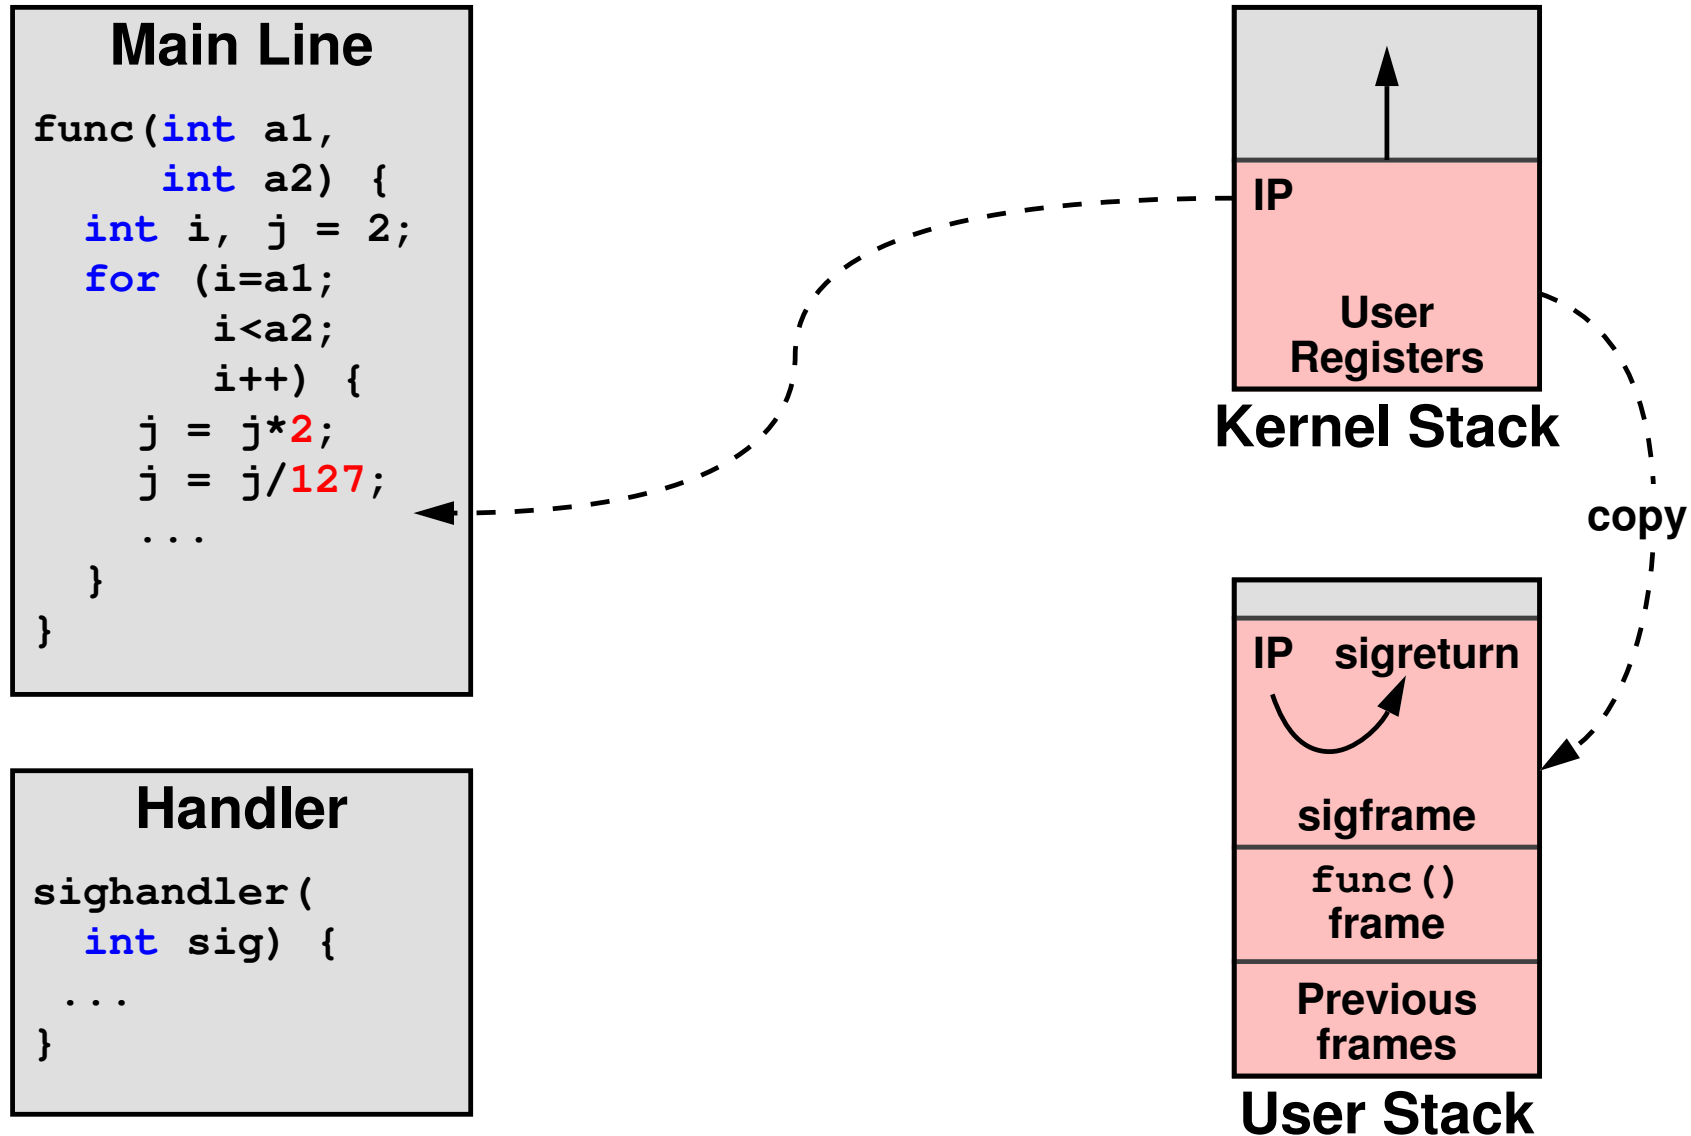 Main Line
func(int a1,
int a2) {
int i, j = 2;
for (i=a1;
i<a2;
i++) {
j = j*2;
j = j/127;
...
}
}
Handler
sighandler(
int sig) {
...
}
IP
User
Registers
Kernel Stack
copy
IP sigreturn
sigframe
func()
frame
Previous
frames
User Stack